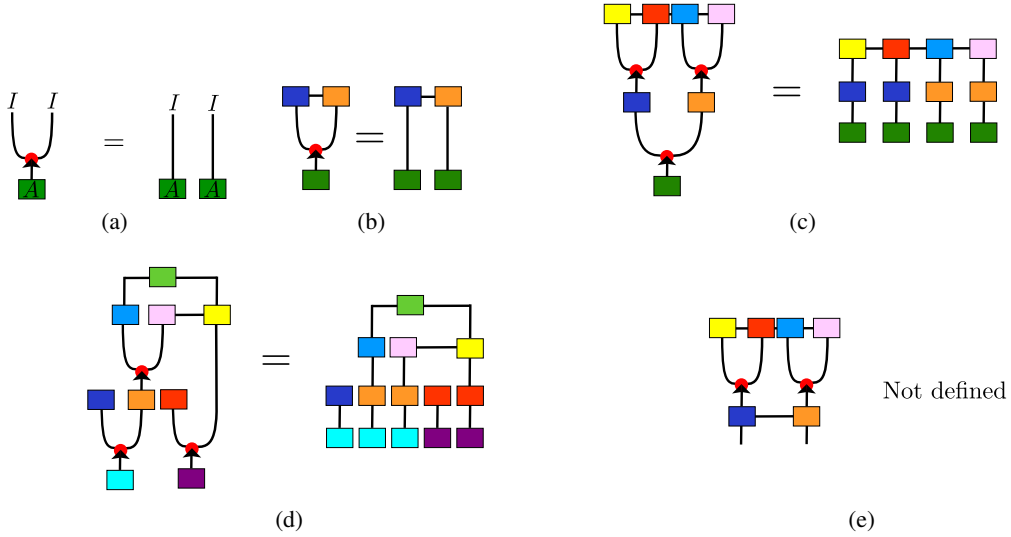 I I I I
=
A A A
(a)
=
(b)
=
(c)
=
(d)
Not defined
(e)